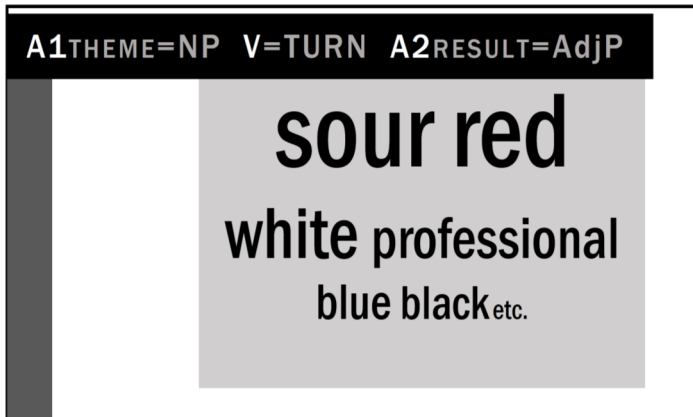 A1THEME=NP V=TURN A2RESULT=AdjP
sour red
white professional
blue black etc.